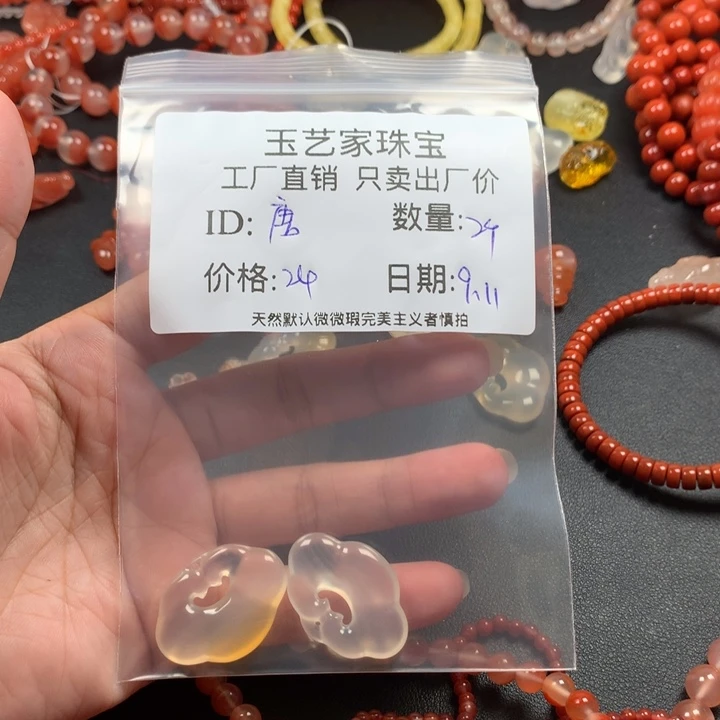 玉艺家珠宝
工厂直销 只卖出厂价
ID: 唐 数量: 2个
价格: 24 日期: 9.11
天然默认微微瑕完美主义者慎拍